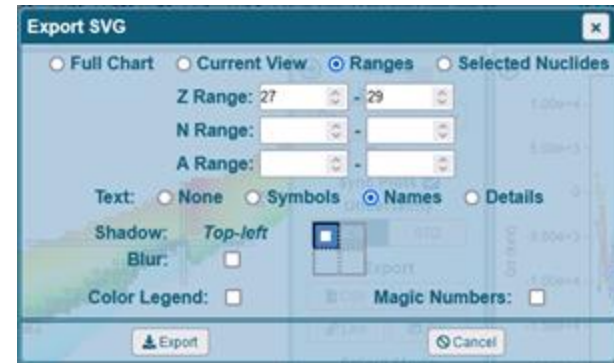 Export SVG ×
Full Chart Current View Ranges Selected Nuclides
Z Range: 27 - 29
N Range: -
A Range: -
Text: None Symbols Names Details
Shadow: Top-left
Blur:
Export
Color Legend: Magic Numbers:
Export Cancel